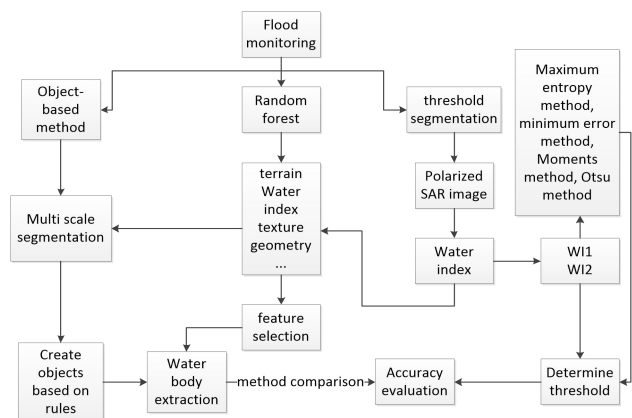 Flood
monitoring
Object-
based
method
Random
forest
threshold
segmentation
Maximum
entropy
method,
minimum error
method,
Moments
method, Otsu
method
terrain
Water
index
texture
geometry
...
Polarized
SAR image
Multi scale
segmentation
Water
index
WI1
WI2
feature
selection
Create
objects
based on
rules
Water
body
extraction
method comparison
Accuracy
evaluation
Determine
threshold